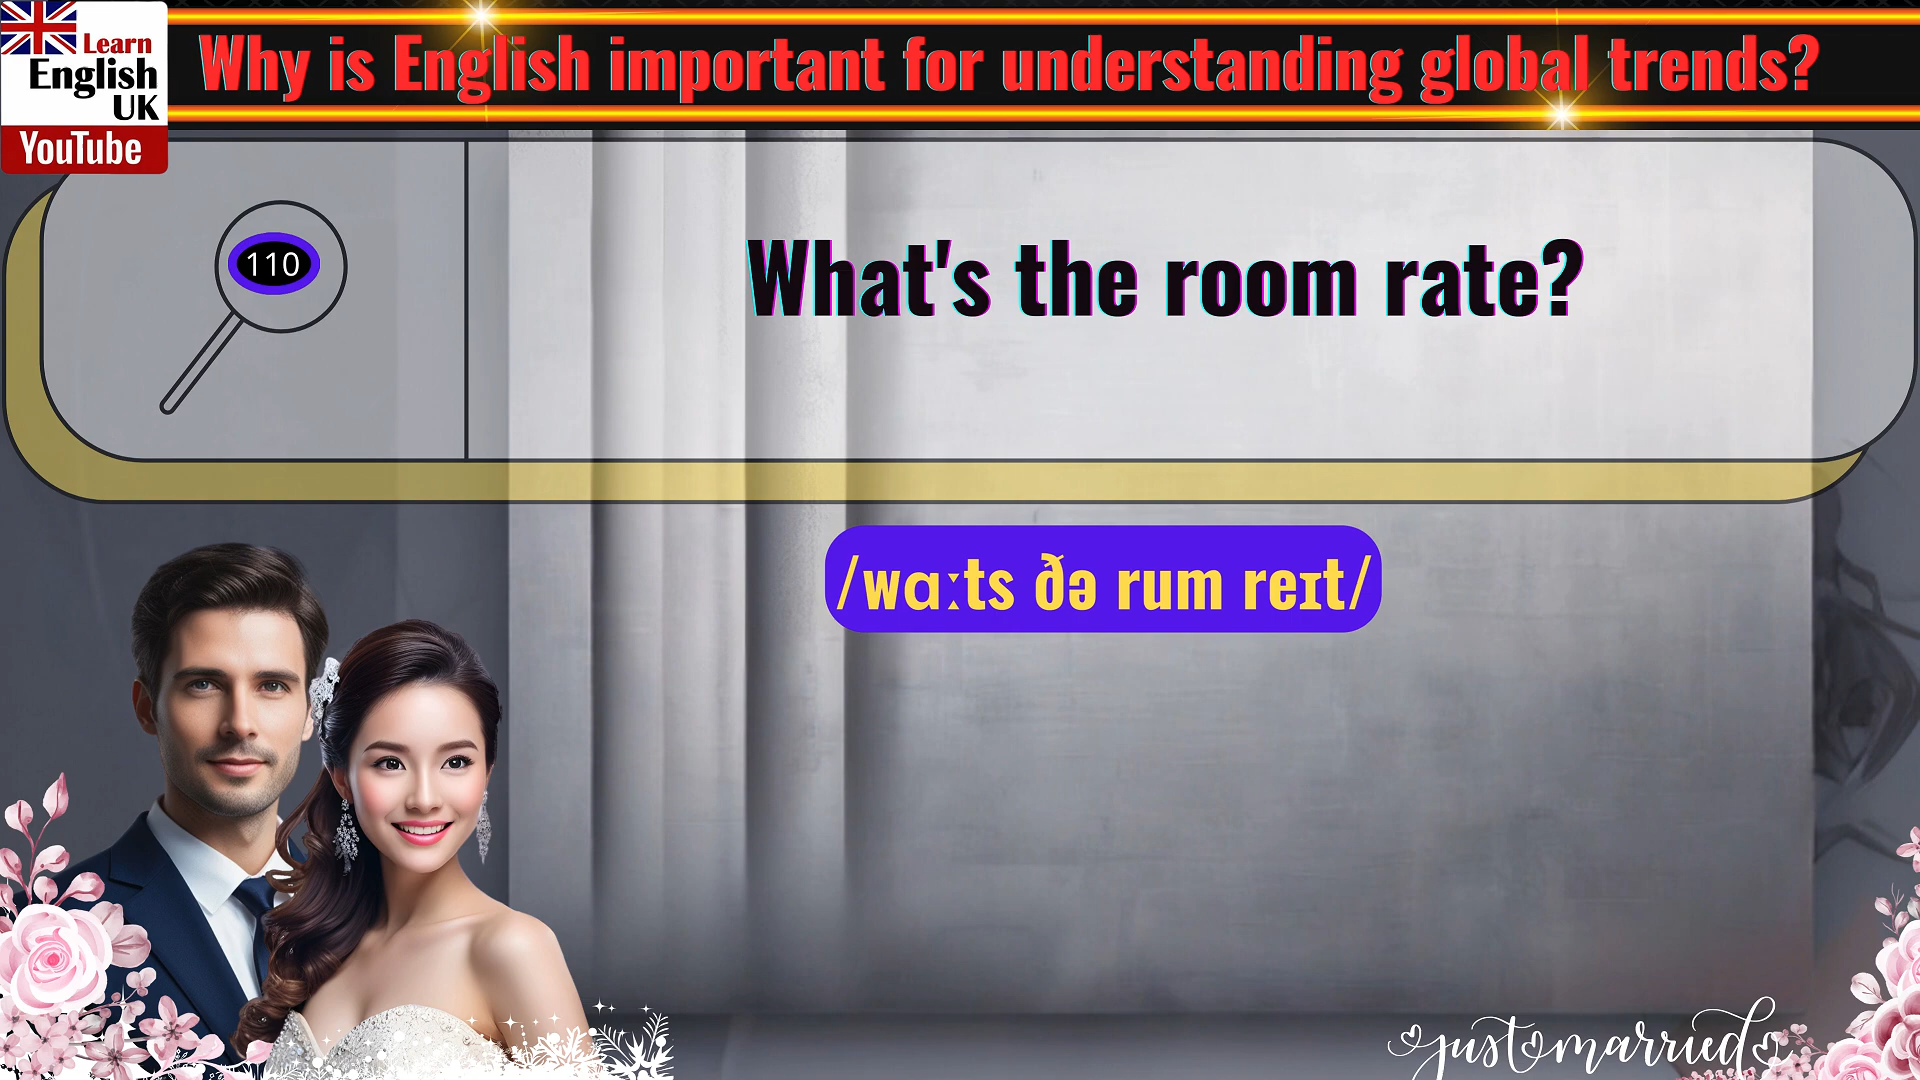 Learn
English
UK
YouTube
Why is English important for understanding global trends?
110
What's the room rate?
/wɑːts ðə rum reɪt/
just married